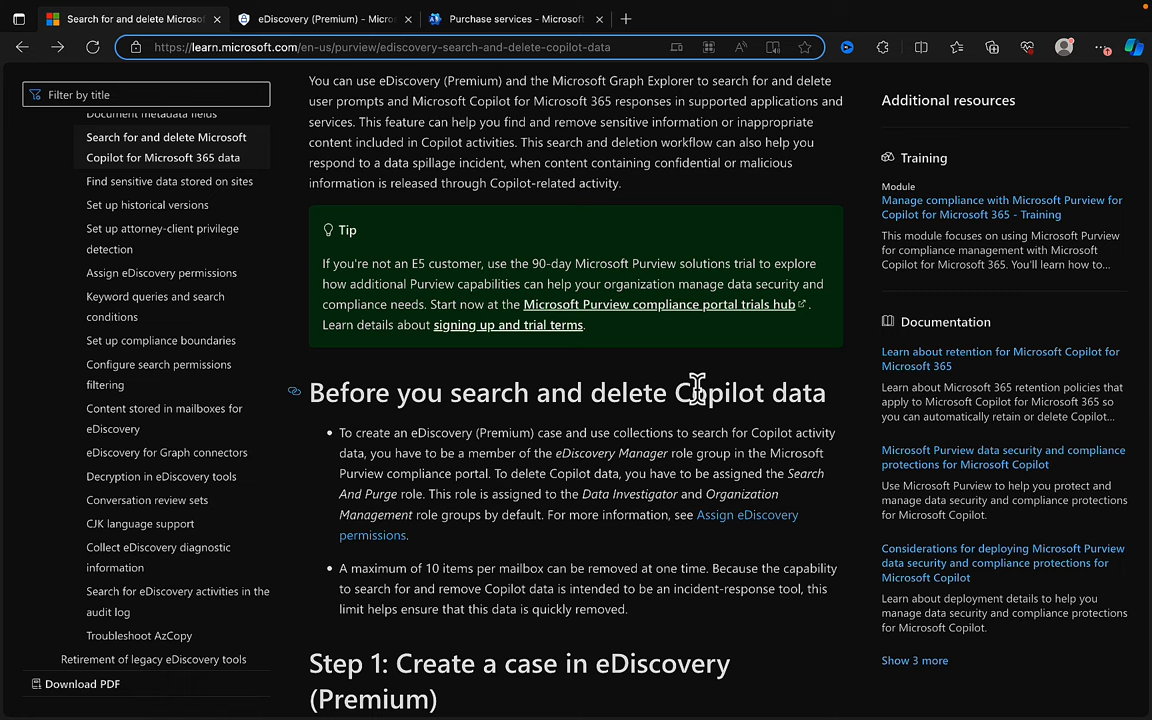 Search for and delete Microso
eDiscovery (Premium) - Micro
Purchase services - Microsoft
https://learn.microsoft.com/en-us/purview/ediscovery-search-and-delete-copilot-data
Filter by title
Document metadata fields
Search for and delete Microsoft
Copilot for Microsoft 365 data
Find sensitive data stored on sites
Set up historical versions
Set up attorney-client privilege
detection
Assign eDiscovery permissions
Keyword queries and search
conditions
Set up compliance boundaries
Configure search permissions
filtering
Content stored in mailboxes for
eDiscovery
eDiscovery for Graph connectors
Decryption in eDiscovery tools
Conversation review sets
CJK language support
Collect eDiscovery diagnostic
information
Search for eDiscovery activities in the
audit log
Troubleshoot AzCopy
Retirement of legacy eDiscovery tools
Download PDF
You can use eDiscovery (Premium) and the Microsoft Graph Explorer to search for and delete
user prompts and Microsoft Copilot for Microsoft 365 responses in supported applications and
services. This feature can help you find and remove sensitive information or inappropriate
content included in Copilot activities. This search and deletion workflow can also help you
respond to a data spillage incident, when content containing confidential or malicious
information is released through Copilot-related activity.
Tip
If you're not an E5 customer, use the 90-day Microsoft Purview solutions trial to explore
how additional Purview capabilities can help your organization manage data security and
compliance needs. Start now at the Microsoft Purview compliance portal trials hub.
Learn details about signing up and trial terms.
Before you search and delete Copilot data
• To create an eDiscovery (Premium) case and use collections to search for Copilot activity
data, you have to be a member of the eDiscovery Manager role group in the Microsoft
Purview compliance portal. To delete Copilot data, you have to be assigned the Search
And Purge role. This role is assigned to the Data Investigator and Organization
Management role groups by default. For more information, see Assign eDiscovery
permissions.
• A maximum of 10 items per mailbox can be removed at one time. Because the capability
to search for and remove Copilot data is intended to be an incident-response tool, this
limit helps ensure that this data is quickly removed.
Step 1: Create a case in eDiscovery
(Premium)
Additional resources
Training
Module
Manage compliance with Microsoft Purview for
Copilot for Microsoft 365 - Training
This module focuses on using Microsoft Purview
for compliance management with Microsoft
Copilot for Microsoft 365. You'll learn how to...
Documentation
Learn about retention for Microsoft Copilot for
Microsoft 365
Learn about Microsoft 365 retention policies that
apply to Microsoft Copilot for Microsoft 365 so
you can automatically retain or delete Copilot...
Microsoft Purview data security and compliance
protections for Microsoft Copilot
Use Microsoft Purview to help you protect and
manage data security and compliance protections
for Microsoft Copilot.
Considerations for deploying Microsoft Purview
data security and compliance protections for
Microsoft Copilot
Learn about deployment details to help you
manage data security and compliance protections
for Microsoft Copilot.
Show 3 more